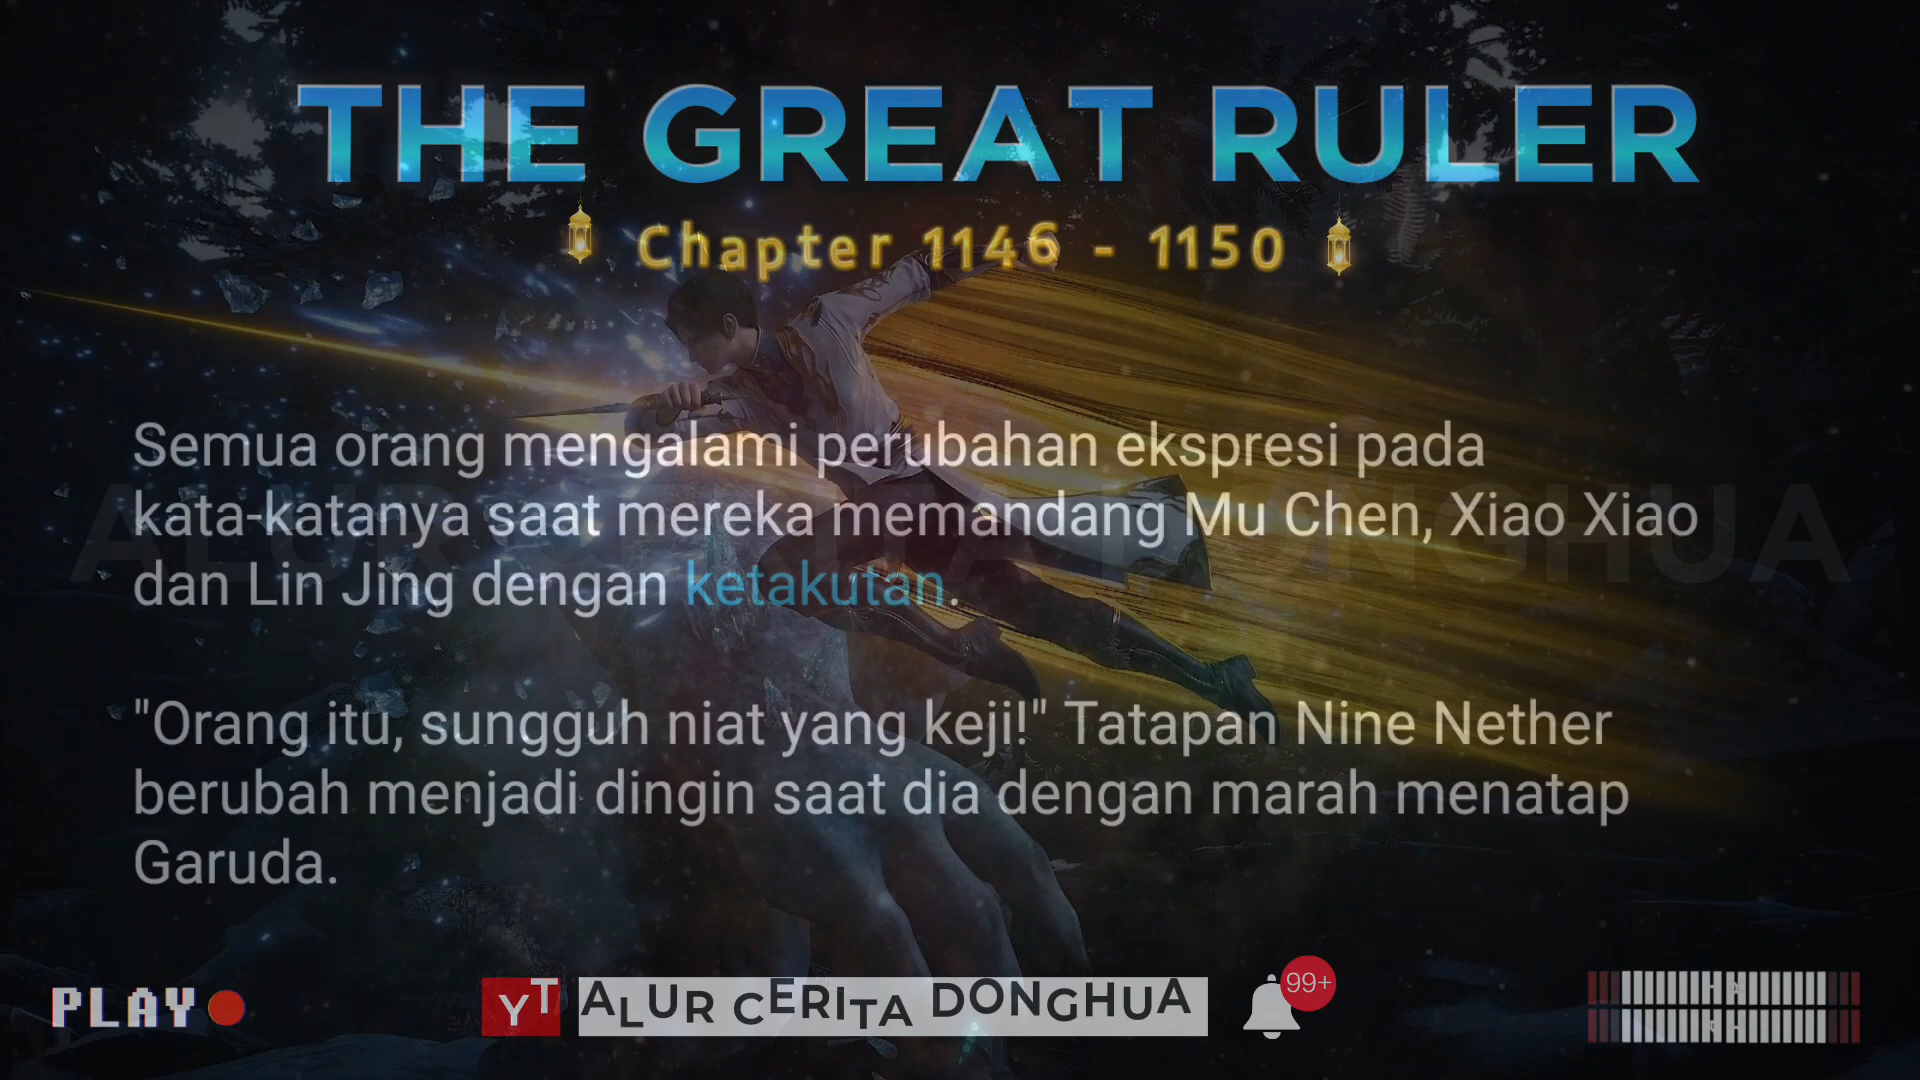 THE GREAT RULER
Chapter 1146 - 1150
Semua orang mengalami perubahan ekspresi pada
kata-katanya saat mereka memandang Mu Chen, Xiao Xiao
dan Lin Jing dengan ketakutan.
"Orang itu, sungguh niat yang keji!" Tatapan Nine Nether
berubah menjadi dingin saat dia dengan marah menatap
Garuda.
PLAY
YT ALUR CERITA DONGHUA
99+